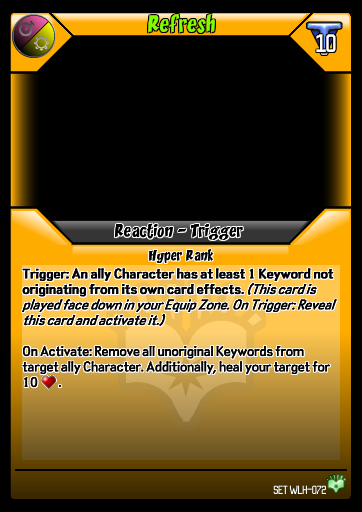 Refresh
10
Reaction - Trigger
Hyper Rank
Trigger: An ally Character has at least 1 Keyword not
originating from its own card effects. (This card is
played face down in your Equip Zone. On Trigger: Reveal
this card and activate it.)
On Activate: Remove all unoriginal Keywords from
target ally Character. Additionally, heal your target for
10 ❤.
SET WLH-072